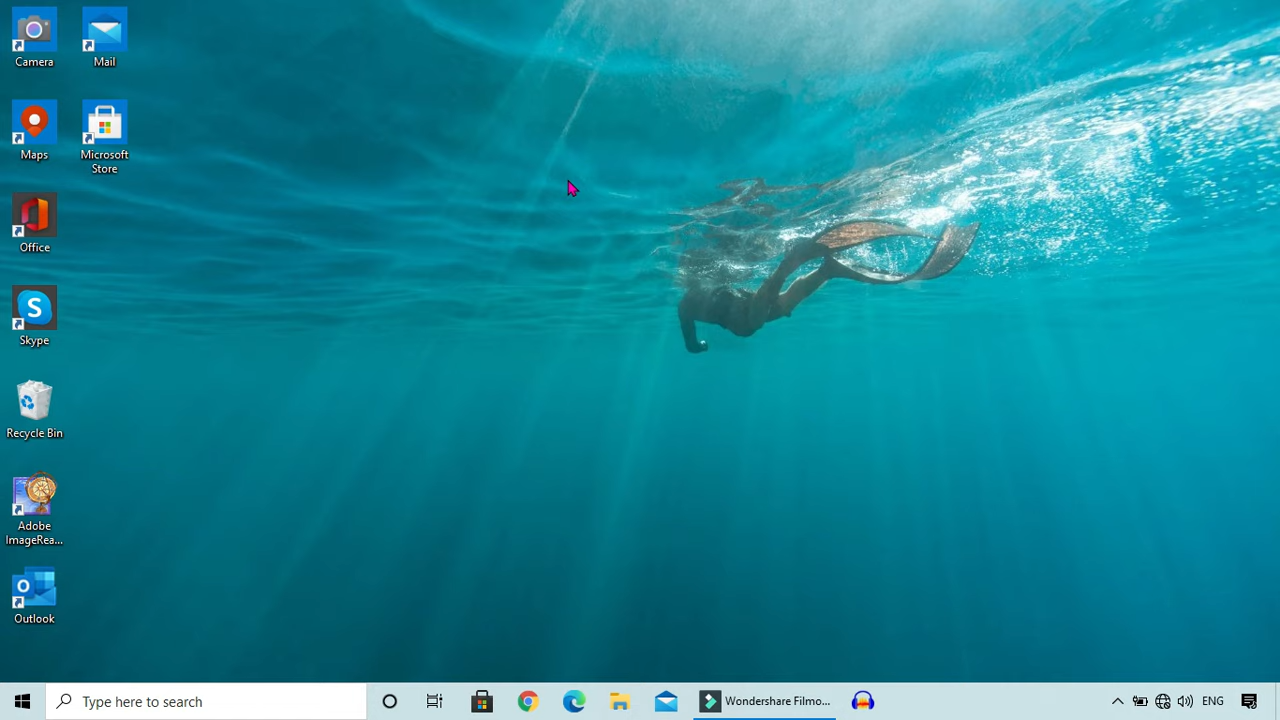 Camera
Mail
Maps
Microsoft
Store
Office
Skype
Recycle Bin
Adobe
ImageRea...
Outlook
Type here to search
Wondershare Filmo...
ENG